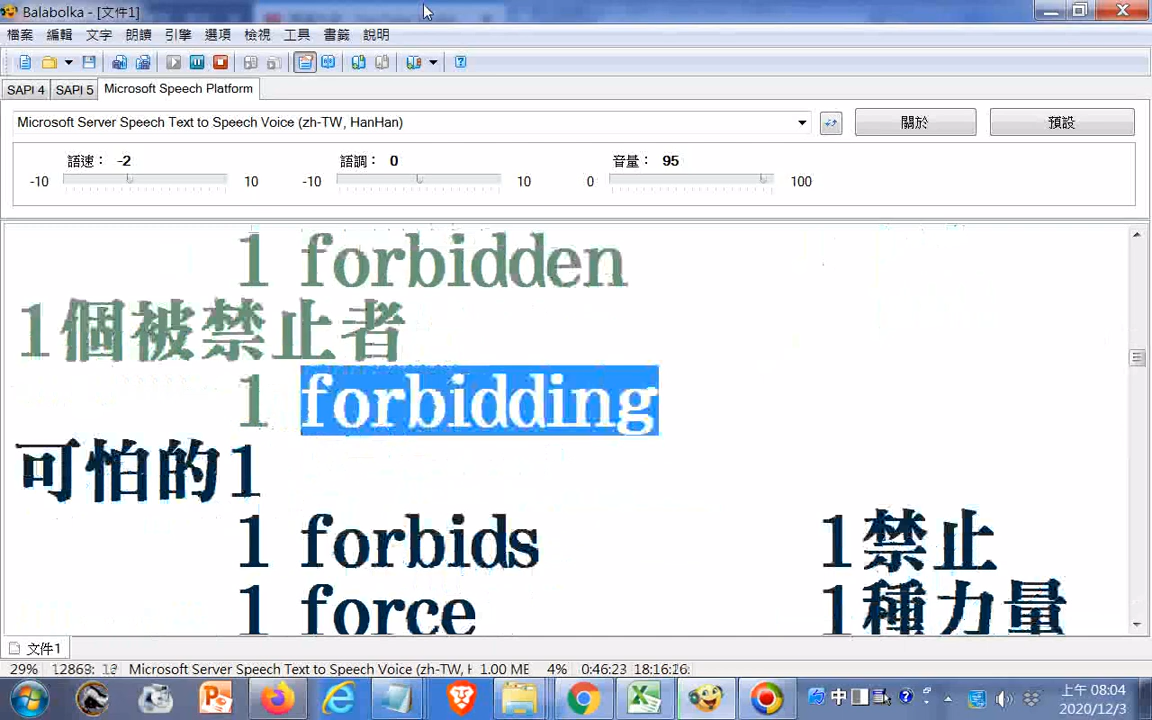 Balabolka - [文件1]
檔案 編輯 文字 朗讀 引擎 選項 檢視 工具 書籤 說明
SAPI 4 SAPI 5 Microsoft Speech Platform
Microsoft Server Speech Text to Speech Voice (zh-TW, HanHan) 關於 預設
語速： -2 語調： 0 音量： 95
-10 10 -10 10 0 100
1 forbidden
1個被禁止者
1 forbidding
可怕的1
1 forbids 1禁止
1 force 1種力量
文件1
29% Microsoft Server Speech Text to Speech Voice (zh-TW, 1.00 ME 4% 0:46:23 18:16:26
中 上午 08:04
2020/12/3